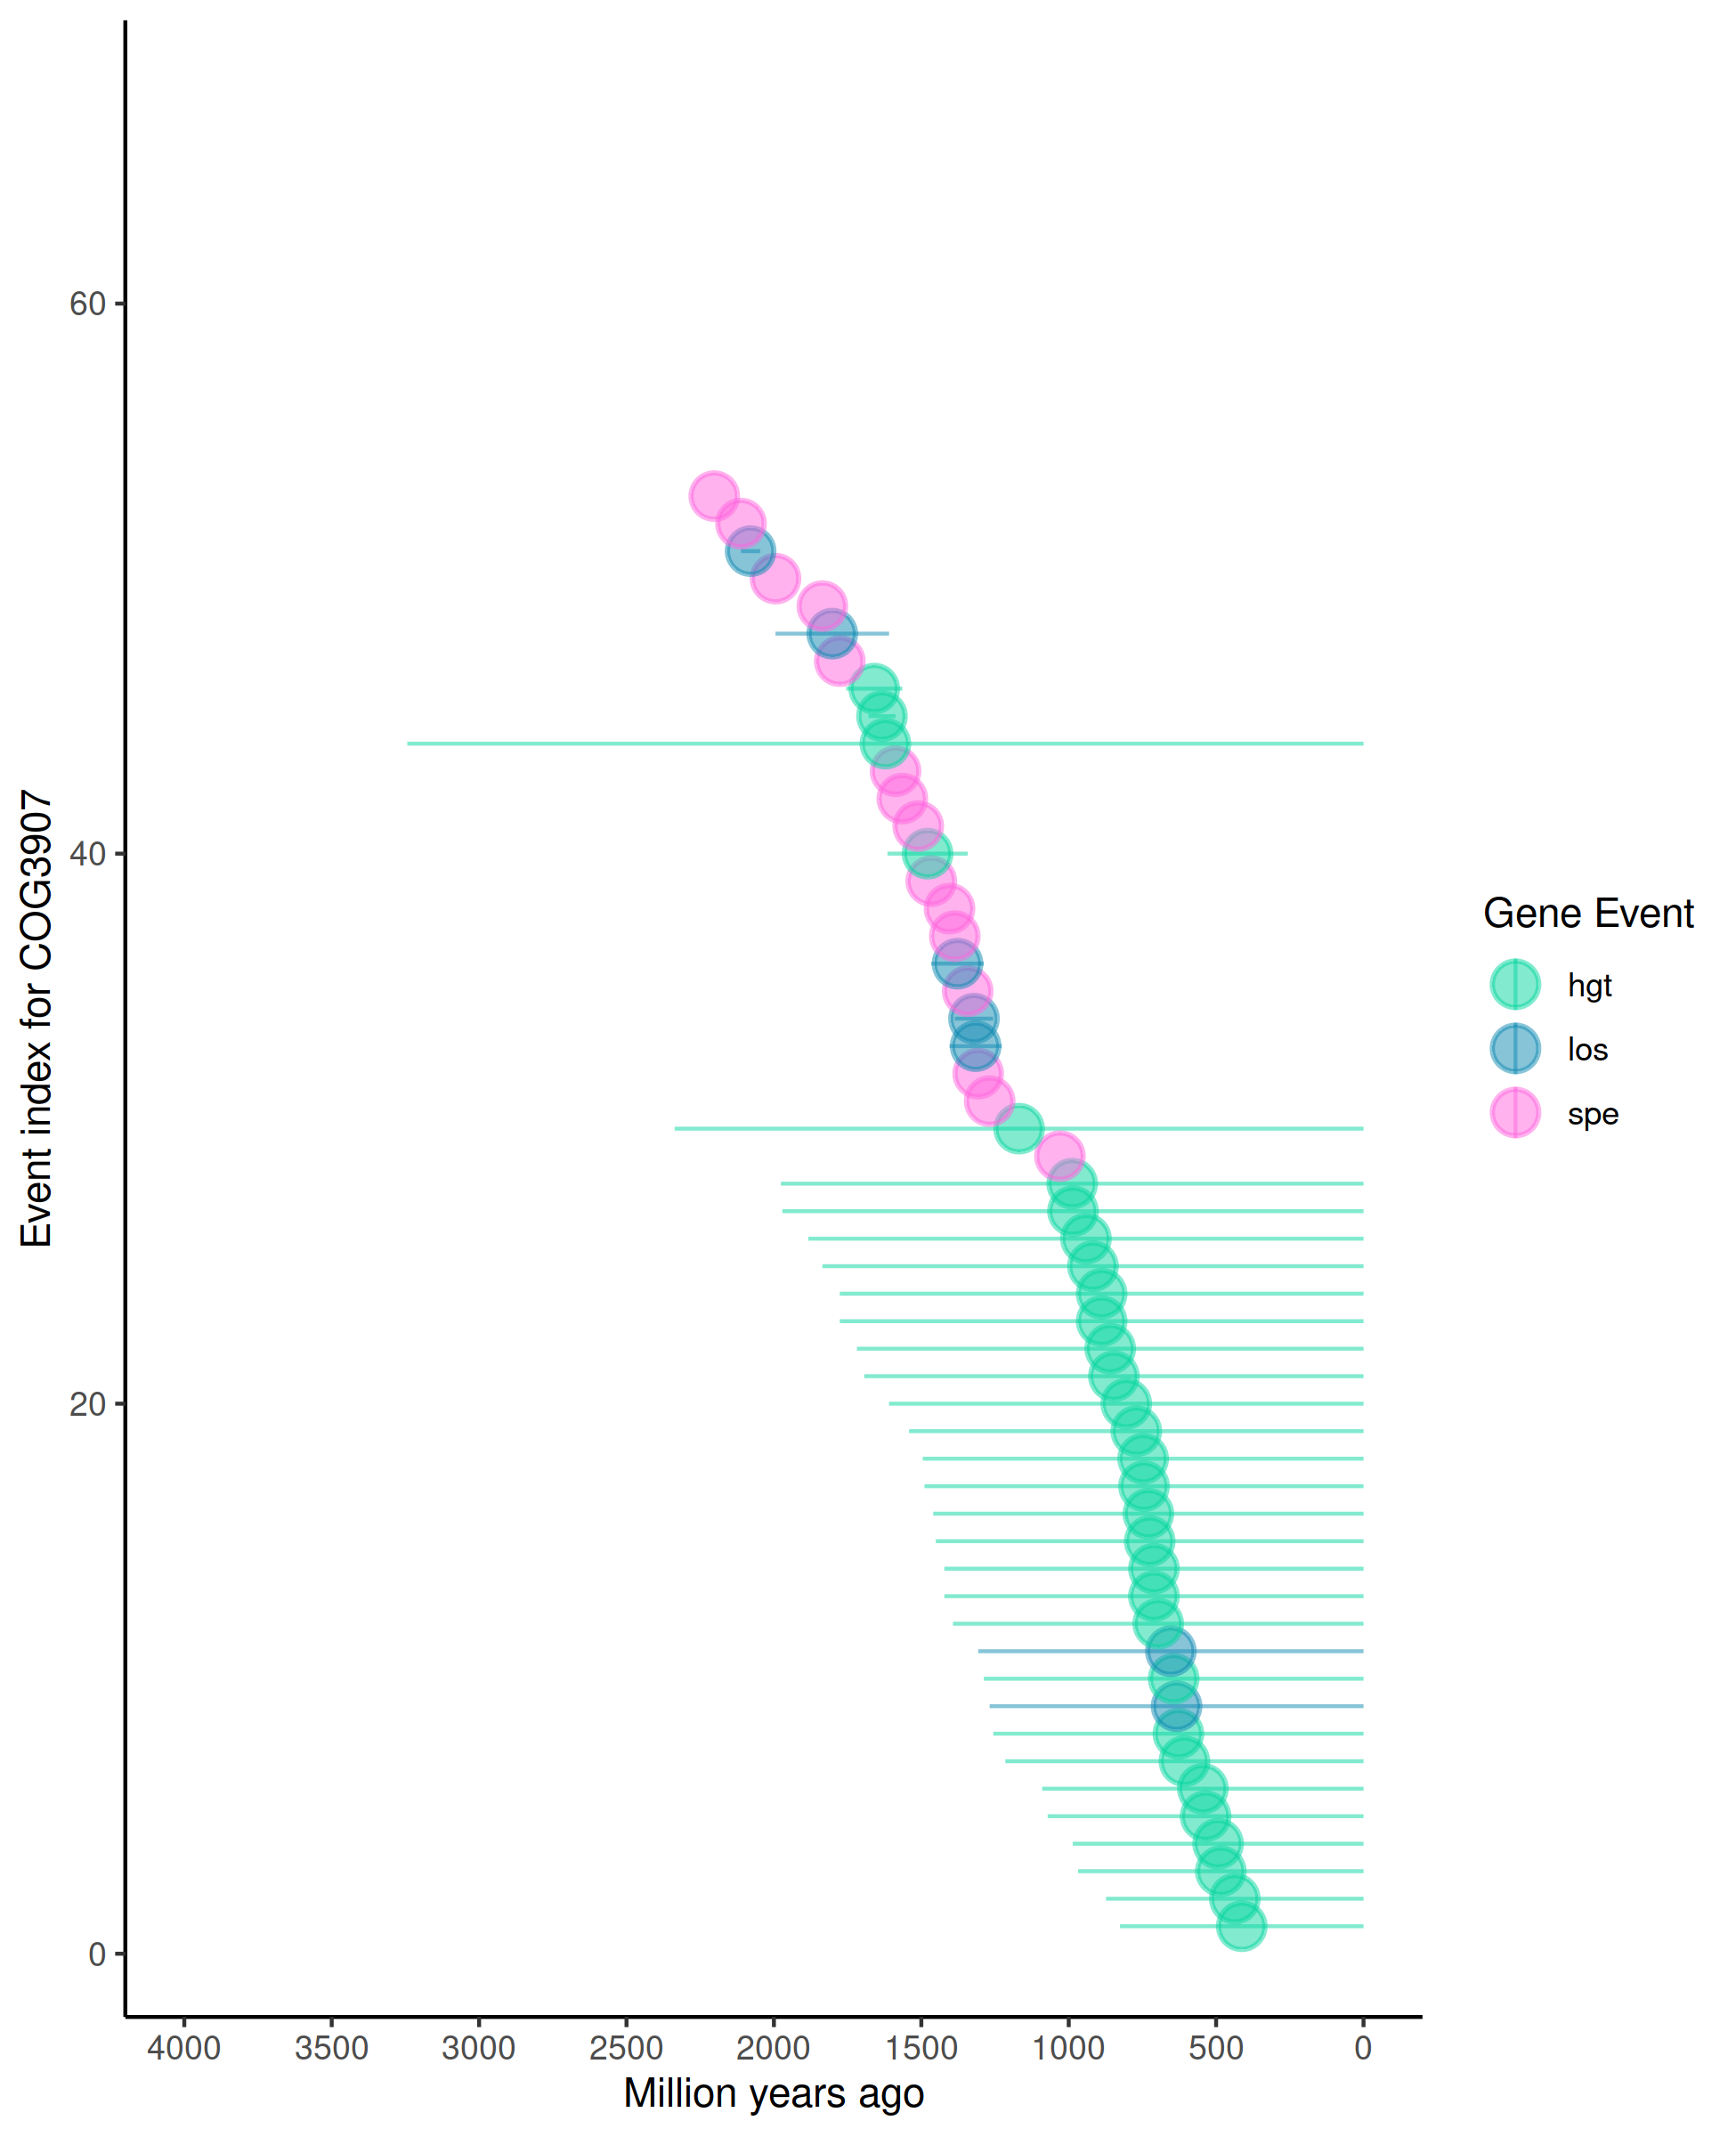 Event index for COG3907
60
40
20
0
4000 3500 3000 2500 2000 1500 1000 500 0
Million years ago
Gene Event
hgt
los
spe